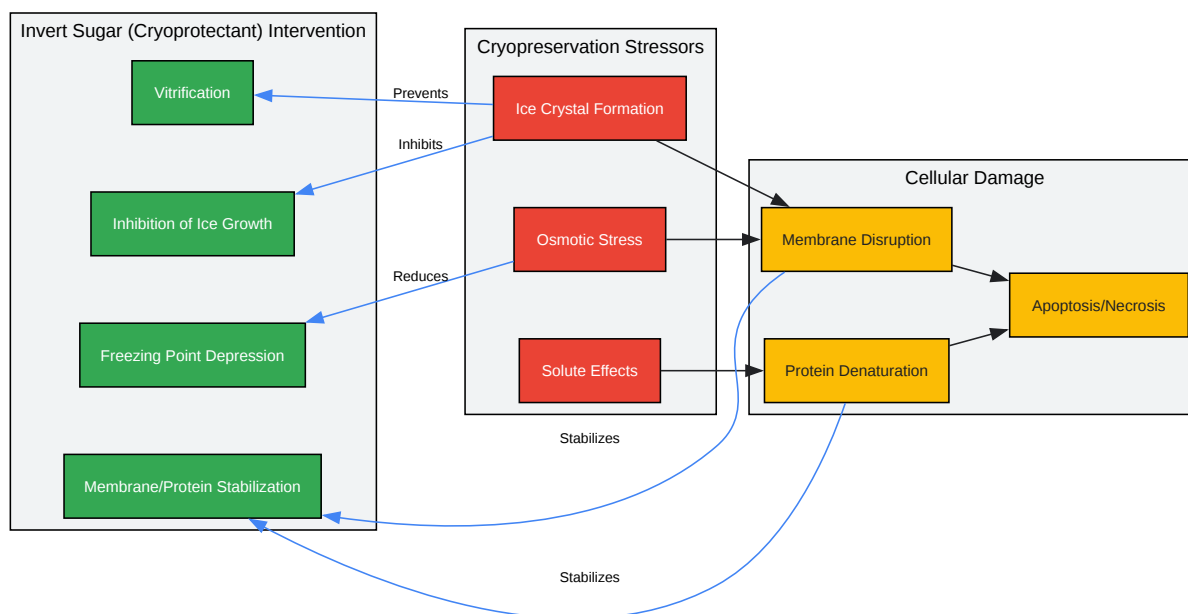 Invert Sugar (Cryoprotectant) Intervention
Vitrification
Inhibition of Ice Growth
Freezing Point Depression
Membrane/Protein Stabilization
Prevents
Inhibits
Reduces
Stabilizes
Stabilizes
Cryopreservation Stressors
Ice Crystal Formation
Osmotic Stress
Solute Effects
Cellular Damage
Membrane Disruption
Protein Denaturation
Apoptosis/Necrosis